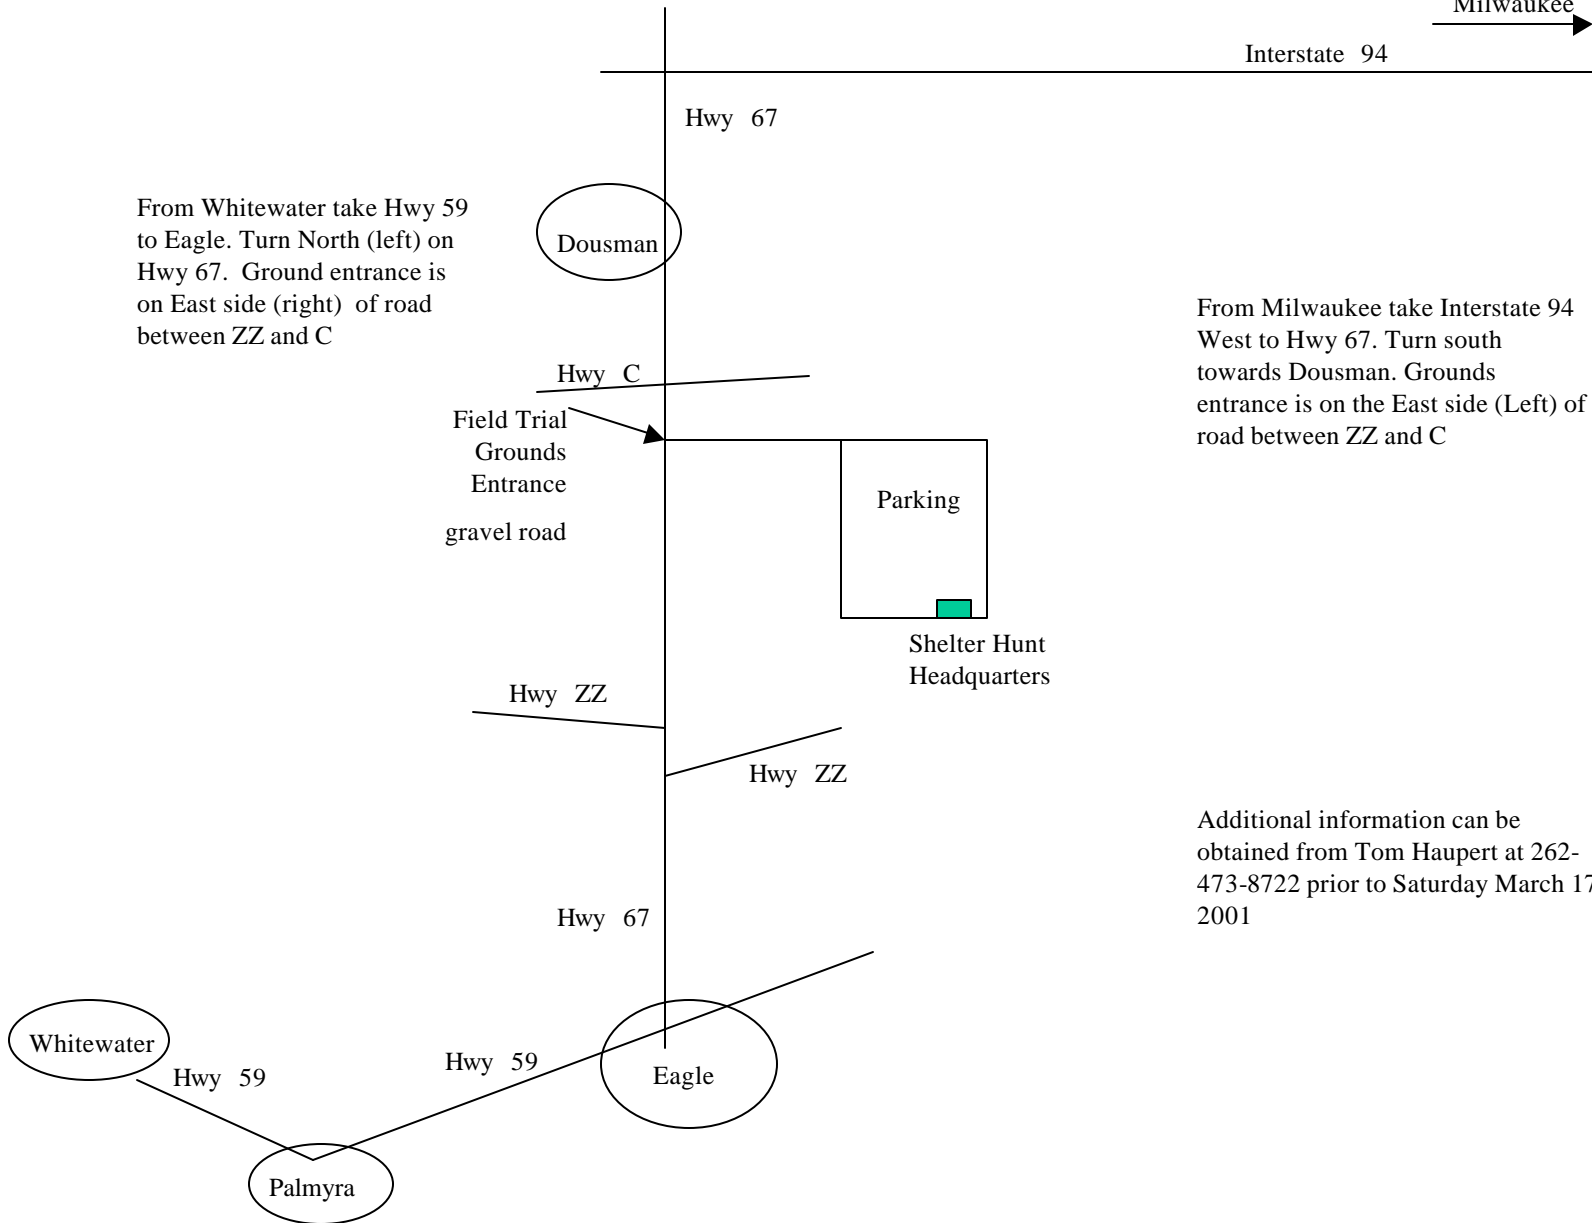 Milwaukee
Interstate 94
Hwy 67
From Whitewater take Hwy 59
to Eagle. Turn North (left) on
Hwy 67. Ground entrance is
on East side (right) of road
between ZZ and C
Dousman
From Milwaukee take Interstate 94
West to Hwy 67. Turn south
towards Dousman. Grounds
entrance is on the East side (Left) of
road between ZZ and C
Hwy C
Field Trial
Grounds
Entrance
gravel road
Parking
Shelter Hunt
Headquarters
Hwy ZZ
Hwy ZZ
Additional information can be
obtained from Tom Haupert at 262-
473-8722 prior to Saturday March 17
2001
Hwy 67
Whitewater
Hwy 59
Hwy 59
Eagle
Palmyra